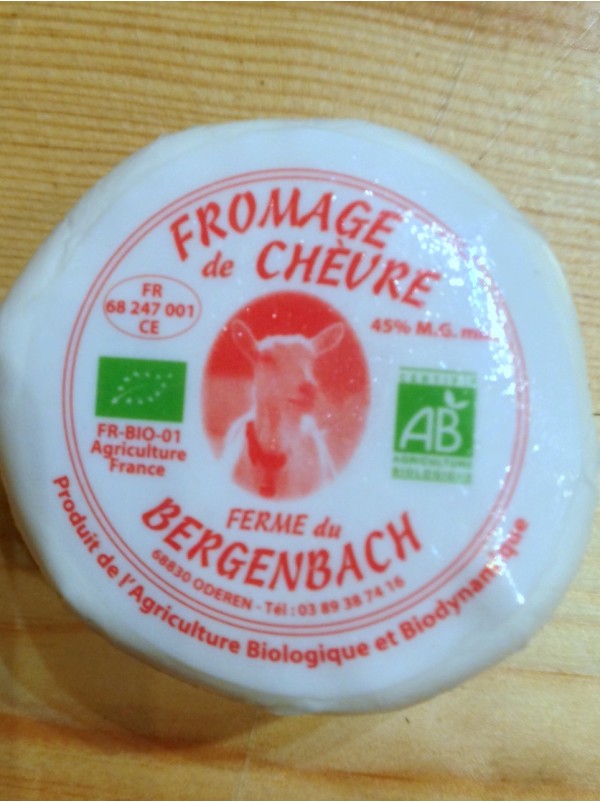 FROMAGE
de CHÈVRE
FR
68 247 001
CE
45% M.G.
FR-BIO-01
Agriculture
France
AB
AGRICULTURE
BIOLOGIQUE
FERME du
BERGENBACH
68830 ODEREN - Tél : 03 89 38 74 16
Produit de l'Agriculture Biologique et Biodynamique